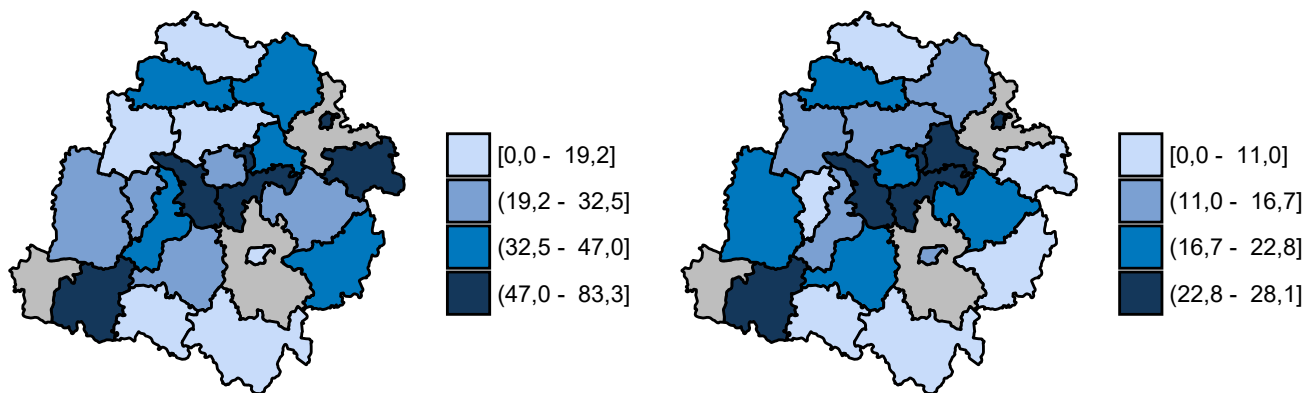 [0,0 - 19,2]
(19,2 - 32,5]
(32,5 - 47,0]
(47,0 - 83,3]
[0,0 - 11,0]
(11,0 - 16,7]
(16,7 - 22,8]
(22,8 - 28,1]